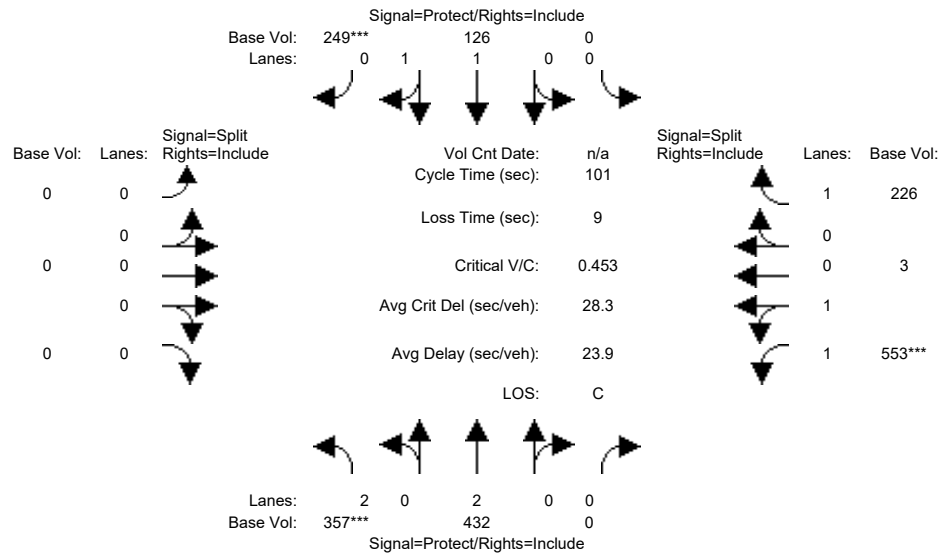 Signal=Protect/Rights=Include
Base Vol: 249*** 126 0
Lanes: 0 1 1 0 0
Signal=Split Signal=Split
Base Vol: Lanes: Rights=Include Vol Cnt Date: n/a Rights=Include Lanes: Base Vol:
Cycle Time (sec): 101
0 0 1 226
Loss Time (sec): 9
0 0
0 0 Critical V/C: 0.453 0 3
0 Avg Crit Del (sec/veh): 28.3 1
0 0 Avg Delay (sec/veh): 23.9 1 553***
LOS: C
Lanes: 2 0 2 0 0
Base Vol: 357*** 432 0
Signal=Protect/Rights=Include